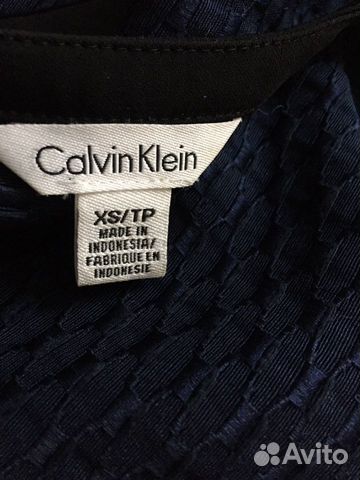 Calvin Klein
XS/TP
MADE IN
INDONESIA/
FABRIQUE EN
INDONESIE
Avito